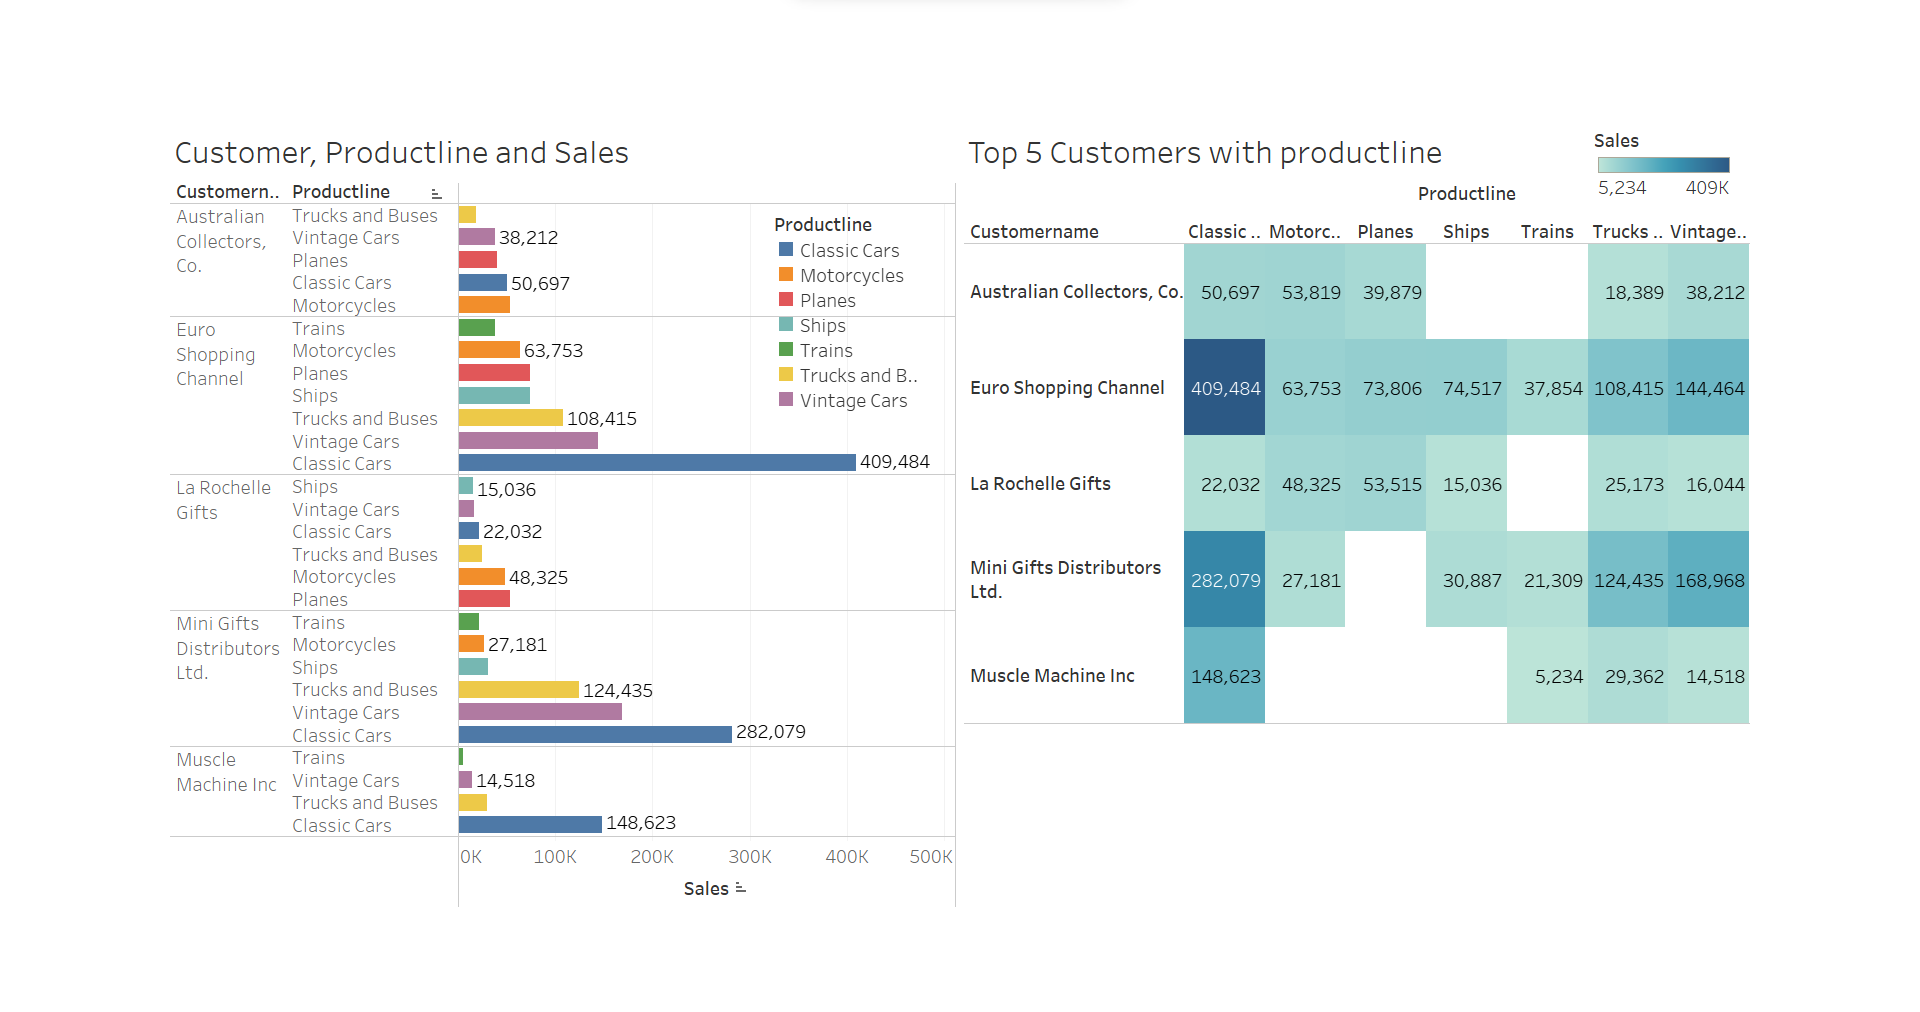 Customer, Productline and Sales
Customern.. Productline
Australian Collectors, Co.
Trucks and Buses
Vintage Cars 38,212
Planes
Classic Cars 50,697
Motorcycles
Euro Shopping Channel
Trains
Motorcycles 63,753
Planes
Ships
Trucks and Buses 108,415
Vintage Cars
Classic Cars 409,484
La Rochelle Gifts
Ships 15,036
Vintage Cars
Classic Cars 22,032
Trucks and Buses
Motorcycles 48,325
Planes
Mini Gifts Distributors Ltd.
Trains
Motorcycles 27,181
Ships
Trucks and Buses 124,435
Vintage Cars
Classic Cars 282,079
Muscle Machine Inc
Trains
Vintage Cars 14,518
Trucks and Buses
Classic Cars 148,623
0K 100K 200K 300K 400K 500K
Sales
Productline
Classic Cars
Motorcycles
Planes
Ships
Trains
Trucks and B..
Vintage Cars
Top 5 Customers with productline
Sales
5,234 409K
Productline
Customername Classic .. Motorc.. Planes Ships Trains Trucks .. Vintage..
Australian Collectors, Co. 50,697 53,819 39,879 18,389 38,212
Euro Shopping Channel 409,484 63,753 73,806 74,517 37,854 108,415 144,464
La Rochelle Gifts 22,032 48,325 53,515 15,036 25,173 16,044
Mini Gifts Distributors
Ltd. 282,079 27,181 30,887 21,309 124,435 168,968
Muscle Machine Inc 148,623 5,234 29,362 14,518